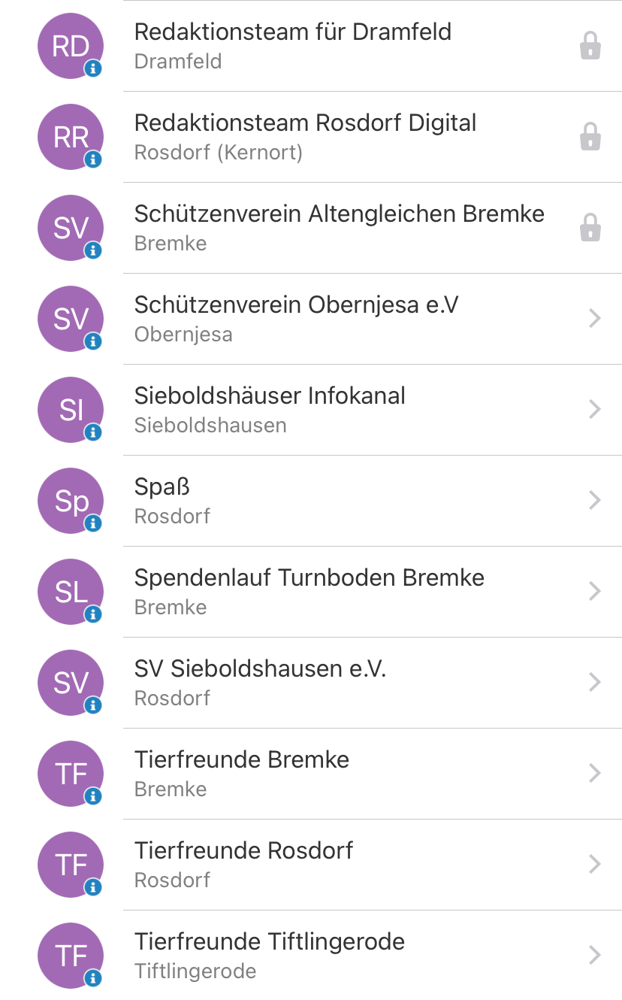 RD
Redaktionsteam für Dramfeld
Dramfeld
RR
Redaktionsteam Rosdorf Digital
Rosdorf (Kernort)
SV
Schützenverein Altengleichen Bremke
Bremke
SV
Schützenverein Obernjesa e.V
Obernjesa
SI
Sieboldshäuser Infokanal
Sieboldshausen
Sp
Spaß
Rosdorf
SL
Spendenlauf Turnboden Bremke
Bremke
SV
SV Sieboldshausen e.V.
Rosdorf
TF
Tierfreunde Bremke
Bremke
TF
Tierfreunde Rosdorf
Rosdorf
TF
Tierfreunde Tiftlingerode
Tiftlingerode